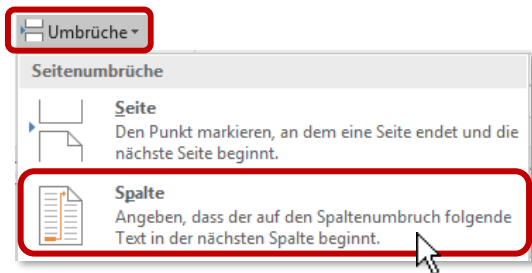 Umbrüche
Seitenumbrüche
Seite
Den Punkt markieren, an dem eine Seite endet und die
nächste Seite beginnt.
Spalte
Angeben, dass der auf den Spaltenumbruch folgende
Text in der nächsten Spalte beginnt.